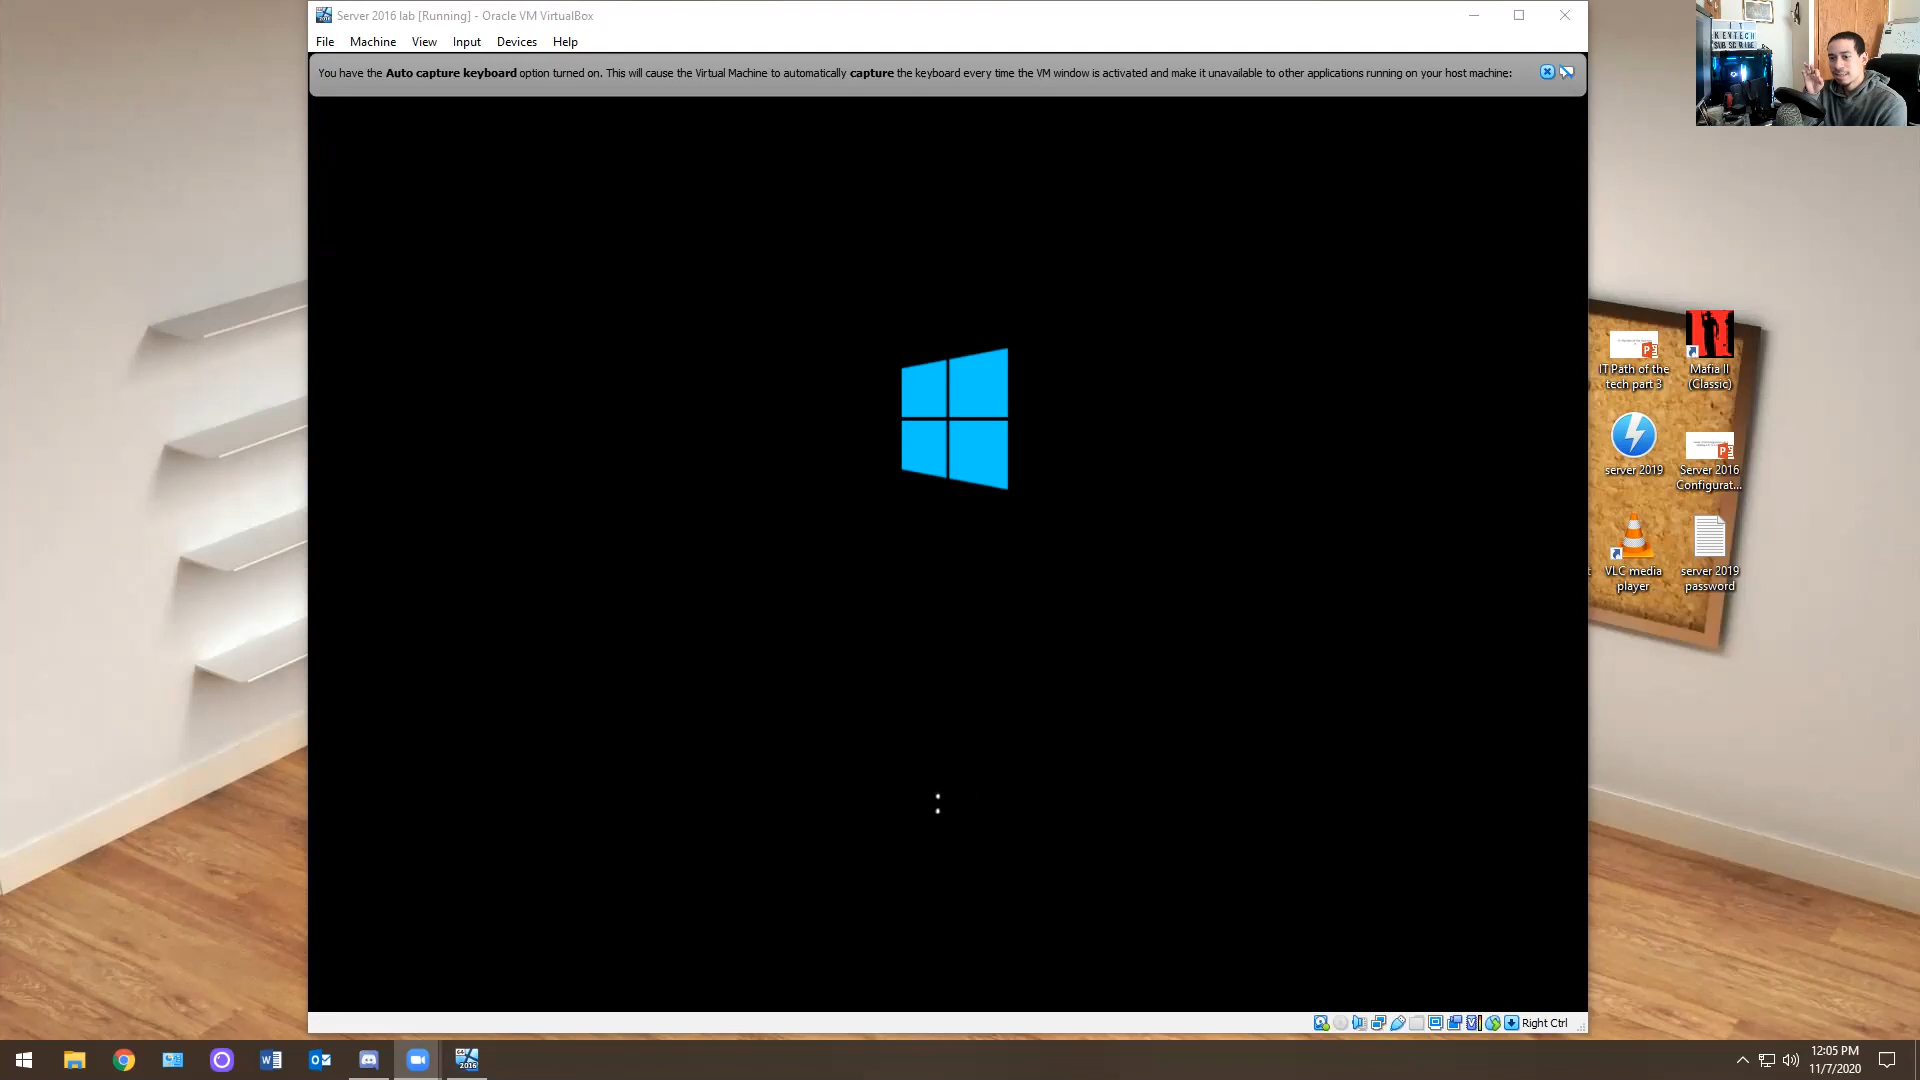 Server 2016 lab [Running] - Oracle VM VirtualBox
File Machine View Input Devices Help
You have the Auto capture keyboard option turned on. This will cause the Virtual Machine to automatically capture the keyboard every time the VM window is activated and make it unavailable to other applications running on your host machine:
IT
KEVTECH
SUBSCRIBE
IT Path of the
tech part 3
Mafia II
(Classic)
server 2019
Server 2016
Configurat...
VLC media
player
server 2019
password
Right Ctrl
2016
12:05 PM
11/7/2020